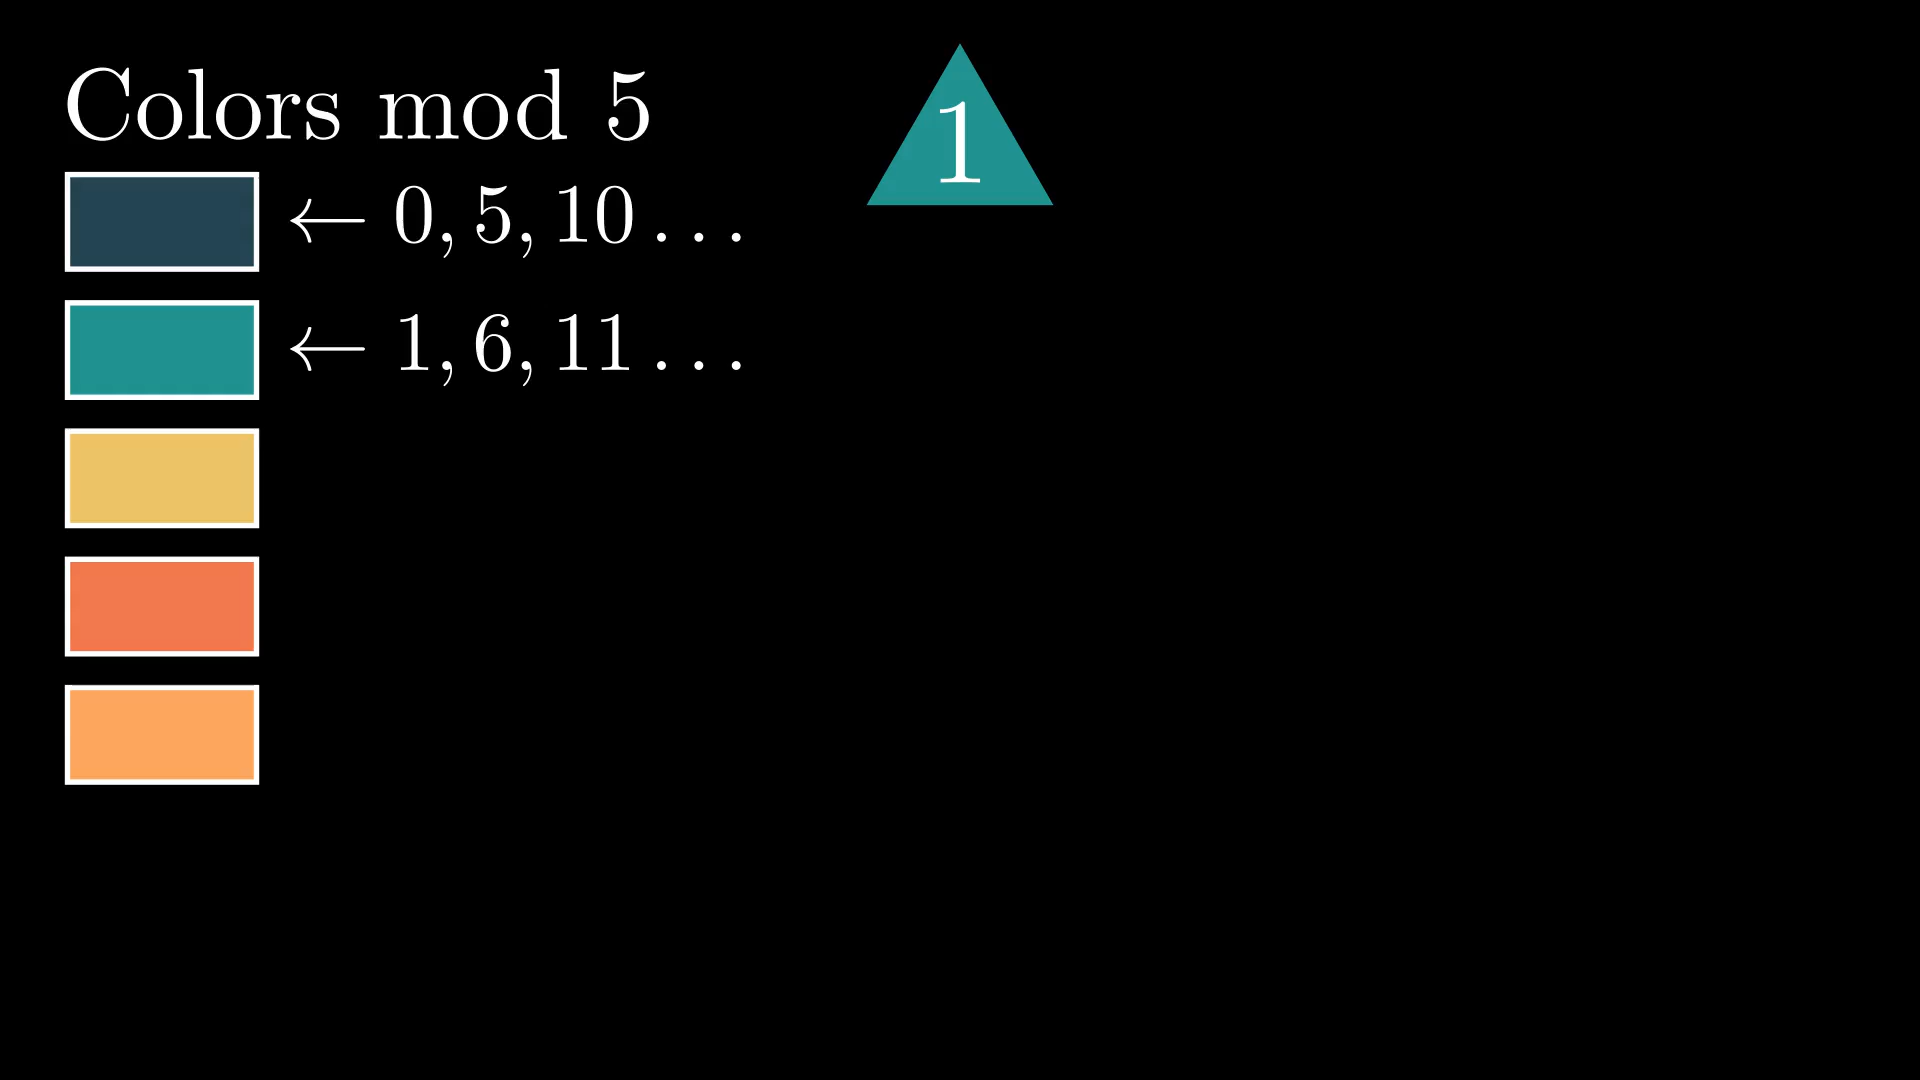 Colors mod 5
1
← 0, 5, 10 . . .
← 1, 6, 11 . . .